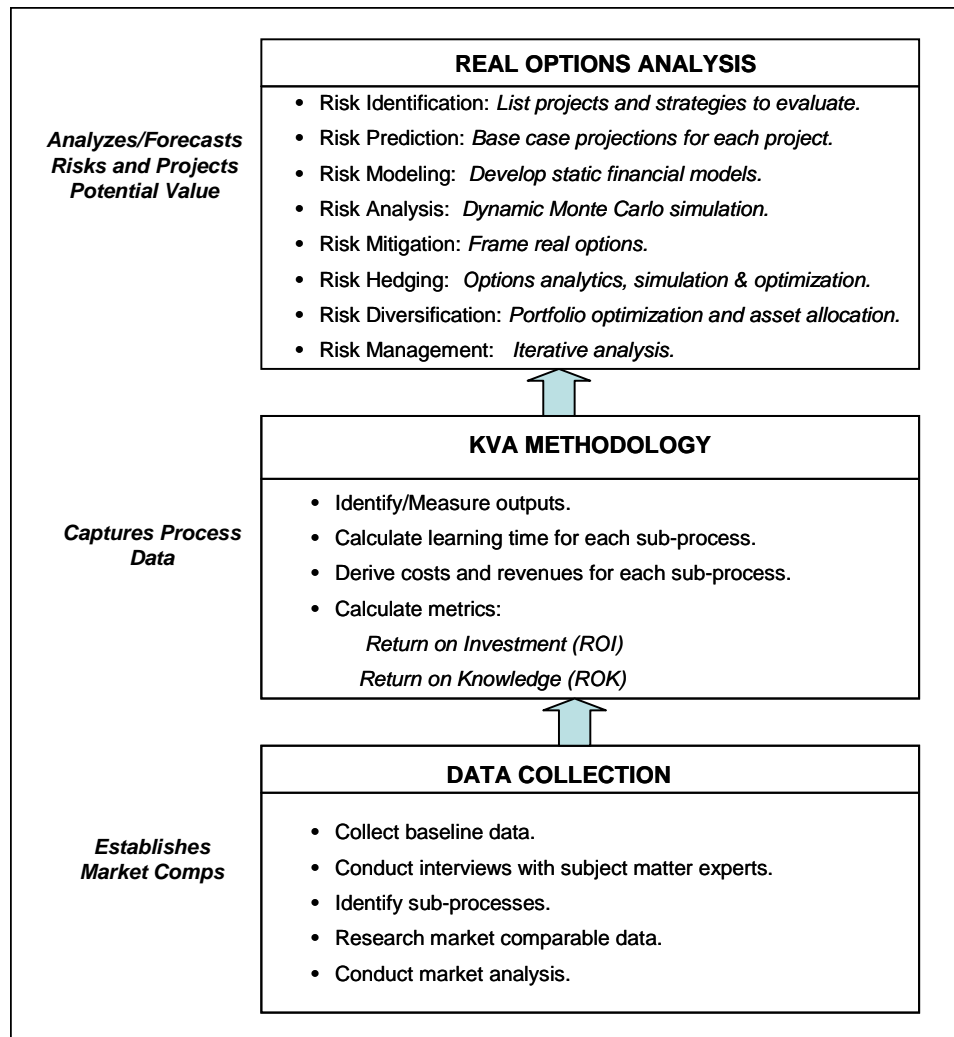 REAL OPTIONS ANALYSIS
Analyzes/Forecasts
Risks and Projects
Potential Value
• Risk Identification: List projects and strategies to evaluate.
• Risk Prediction: Base case projections for each project.
• Risk Modeling: Develop static financial models.
• Risk Analysis: Dynamic Monte Carlo simulation.
• Risk Mitigation: Frame real options.
• Risk Hedging: Options analytics, simulation & optimization.
• Risk Diversification: Portfolio optimization and asset allocation.
• Risk Management: Iterative analysis.
KVA METHODOLOGY
Captures Process
Data
• Identify/Measure outputs.
• Calculate learning time for each sub-process.
• Derive costs and revenues for each sub-process.
• Calculate metrics:
Return on Investment (ROI)
Return on Knowledge (ROK)
DATA COLLECTION
Establishes
Market Comps
• Collect baseline data.
• Conduct interviews with subject matter experts.
• Identify sub-processes.
• Research market comparable data.
• Conduct market analysis.